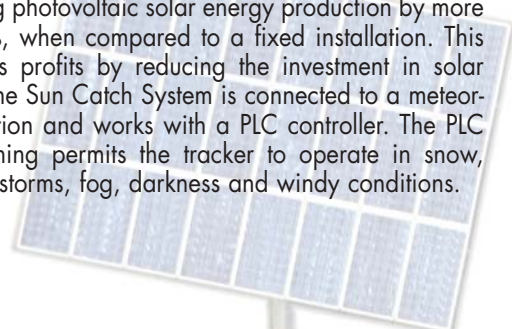 g photovoltaic solar energy production by more
, when compared to a fixed installation. This
s profits by reducing the investment in solar
ne Sun Catch System is connected to a meteor-
tion and works with a PLC controller. The PLC
ning permits the tracker to operate in snow,
storms, fog, darkness and windy conditions.